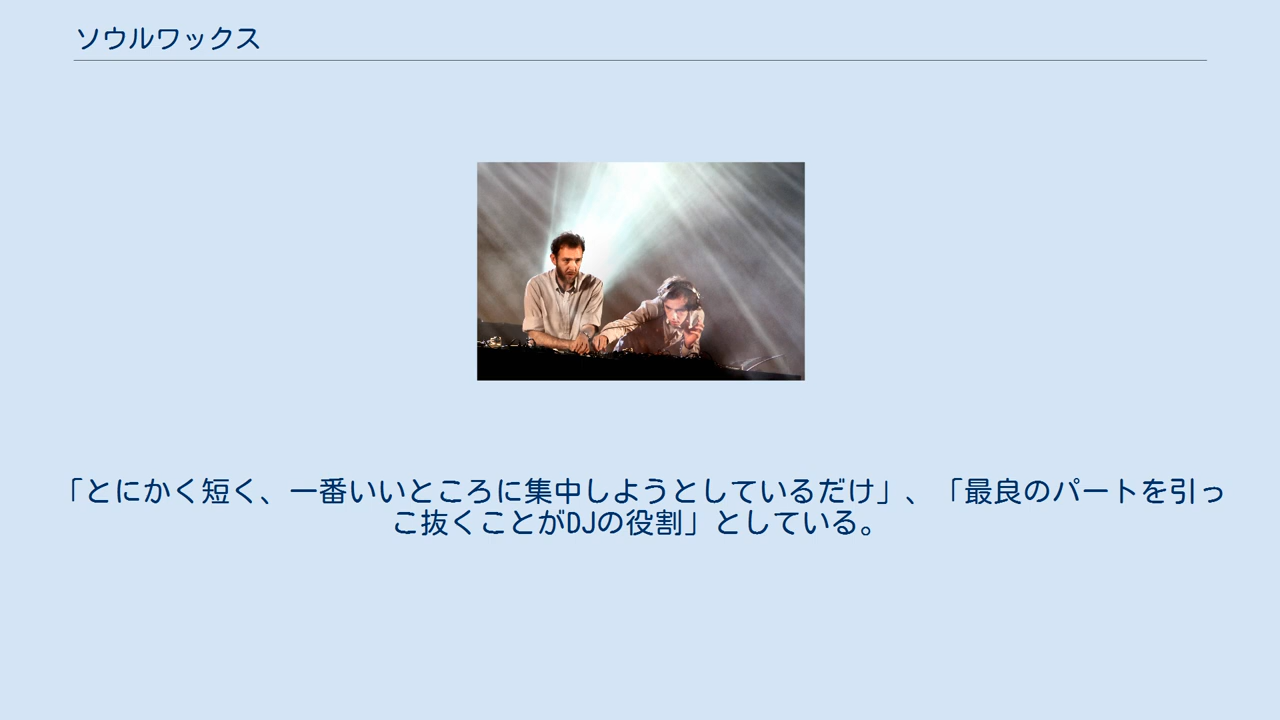 ソウルワックス
「とにかく短く、一番いいところに集中しようとしているだけ」、「最良のパートを引っ
こ抜くことがDJの役割」としている。